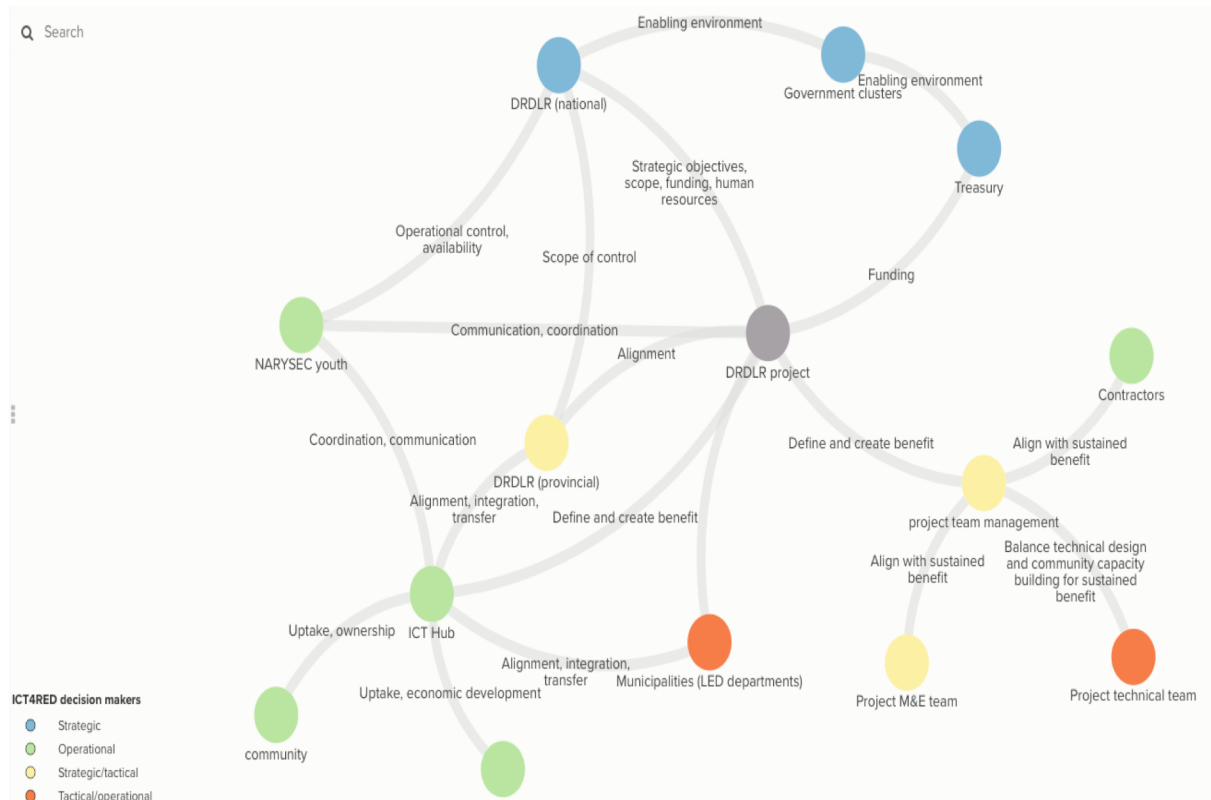 Search
Enabling environment
DRDLR (national)
Enabling environment
Government clusters
Strategic objectives,
scope, funding, human
resources
Treasury
Operational control,
availability
Scope of control
Funding
Communication, coordination
Alignment
NARYSEC youth
DRDLR project
Contractors
Coordination, communication
Define and create benefit
Align with sustained
benefit
DRDLR (provincial)
Alignment, integration,
transfer
Define and create benefit
project team management
Align with sustained
benefit
Balance technical design
and community capacity
building for sustained
benefit
Uptake, ownership
ICT Hub
Alignment, integration,
transfer
Municipalities (LED departments)
Uptake, economic development
Project M&E team
Project technical team
community
ICT4RED decision makers
Strategic
Operational
Strategic/tactical
Tactical/operational